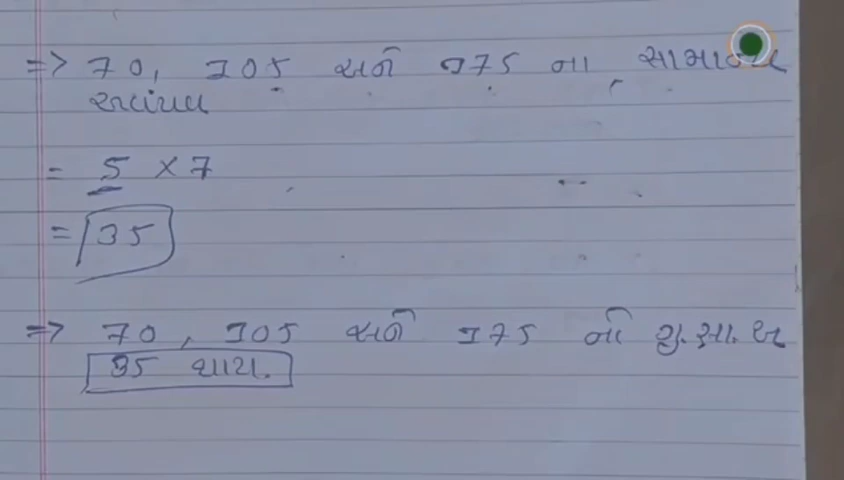 => 70, 105 અને 175 ના સામાન્ય
અવયવ
= 5 × 7
= 35
=> 70, 105 અને 175 નો ગુ.સા.અ
35 થાય.